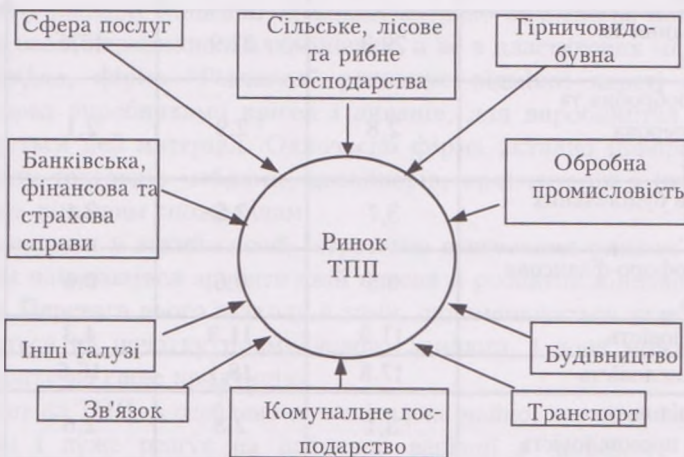 Сфера послуг
Сільське, лісове
та рибне
господарства
Гірничовидо-
бувна
Банківська,
фінансова та
страхова
справи
Ринок
ТПП
Обробна
промисловість
Інші галузі
Будівництво
Зв'язок
Комунальне гос-
подарство
Транспорт